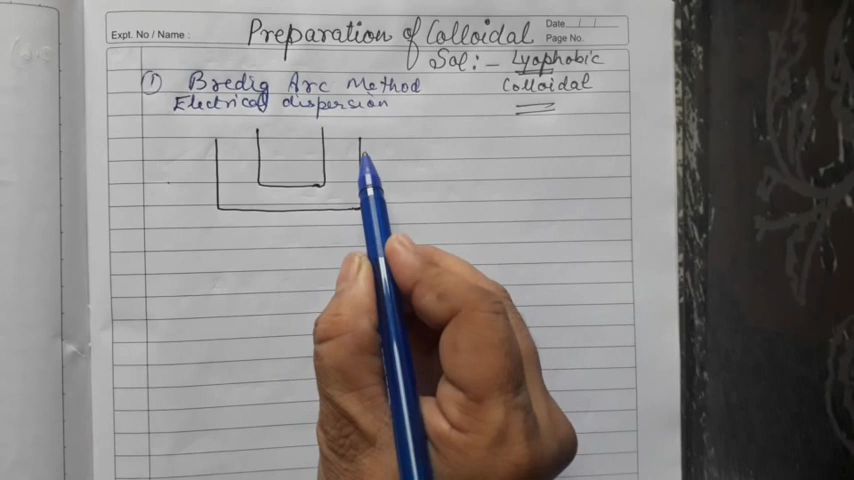 Expt. No / Name :
Preparation of Colloidal
Date / /
Page No.
Sol:- Lyophobic
Colloidal
① Bredig Arc Method
Electrical dispersion